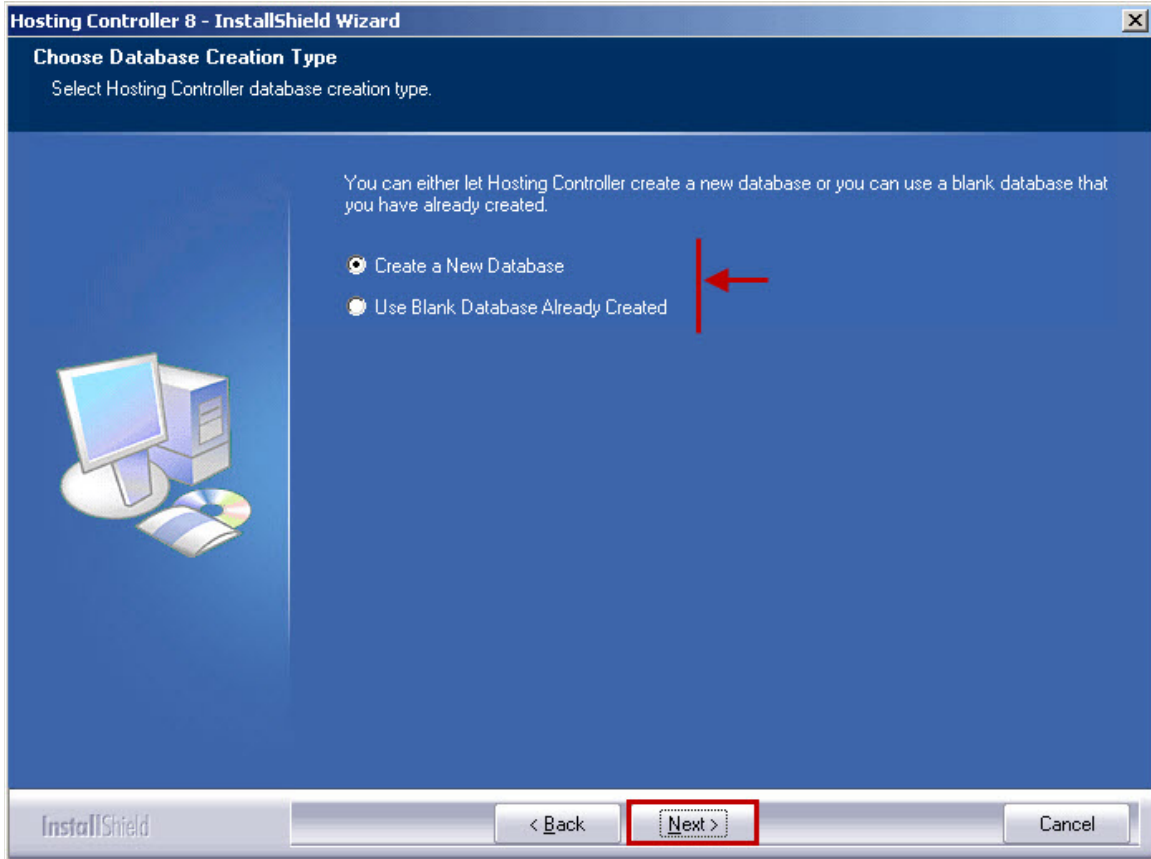 Hosting Controller 8 - InstallShield Wizard
Choose Database Creation Type
Select Hosting Controller database creation type.
You can either let Hosting Controller create a new database or you can use a blank database that
you have already created.
Create a New Database
Use Blank Database Already Created
InstallShield
< Back
Next >
Cancel